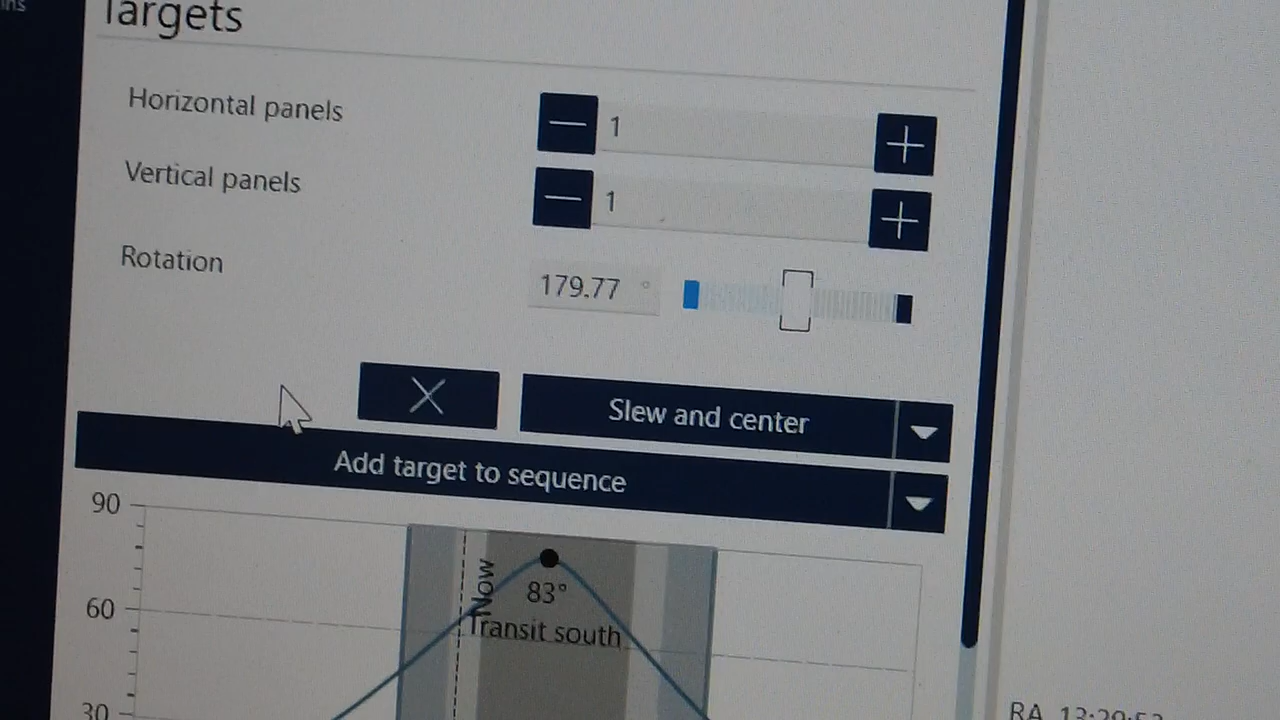 Targets
Horizontal panels 1
Vertical panels 1
Rotation 179.77 °
Slew and center
Add target to sequence
90
Now
83°
60
Transit south
30
RA